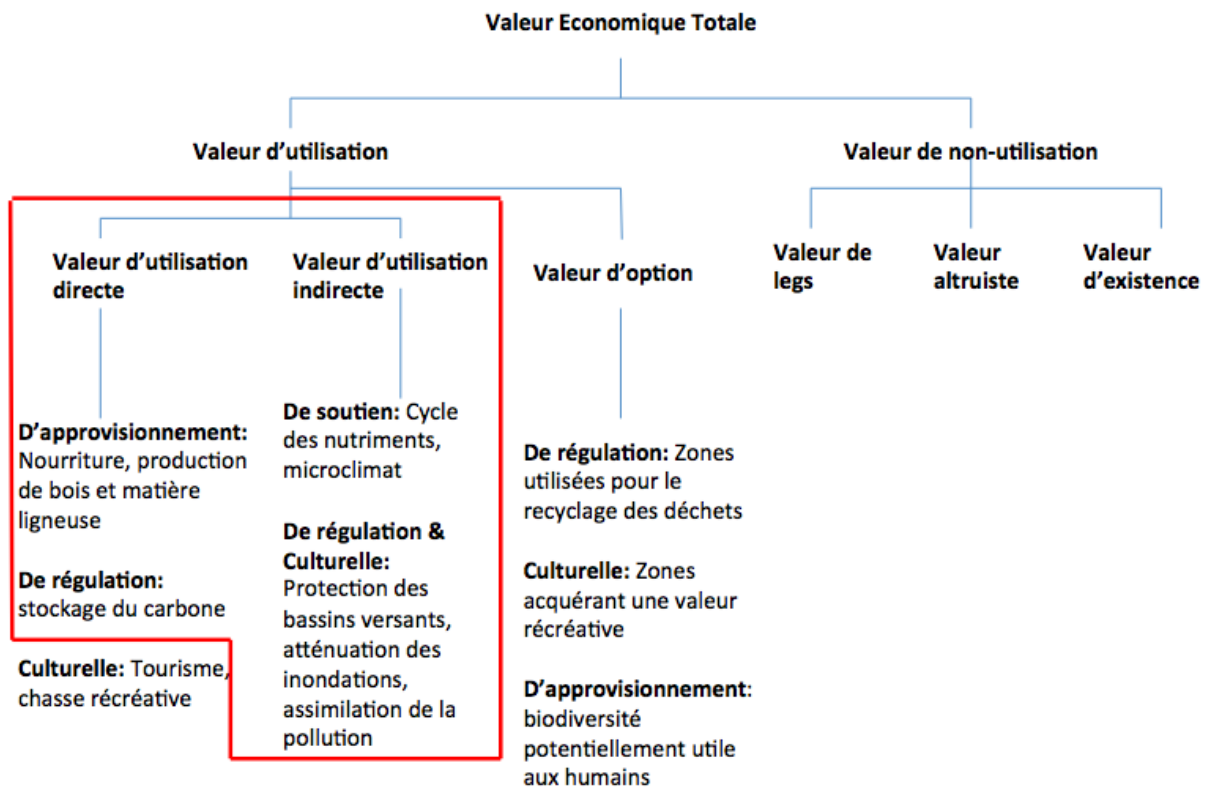 Valeur Economique Totale
Valeur d'utilisation
Valeur de non-utilisation
Valeur d'utilisation
directe
Valeur d'utilisation
indirecte
Valeur d'option
Valeur de
legs
Valeur
altruiste
Valeur
d'existence
D'approvisionnement:
Nourriture, production
de bois et matière
ligneuse
De régulation:
stockage du carbone
Culturelle: Tourisme,
chasse récréative
De soutien: Cycle
des nutriments,
microclimat
De régulation &
Culturelle:
Protection des
bassins versants,
atténuation des
inondations,
assimilation de la
pollution
De régulation: Zones
utilisées pour le
recyclage des déchets
Culturelle: Zones
acquérant une valeur
récréative
D'approvisionnement:
biodiversité
potentiellement utile
aux humains